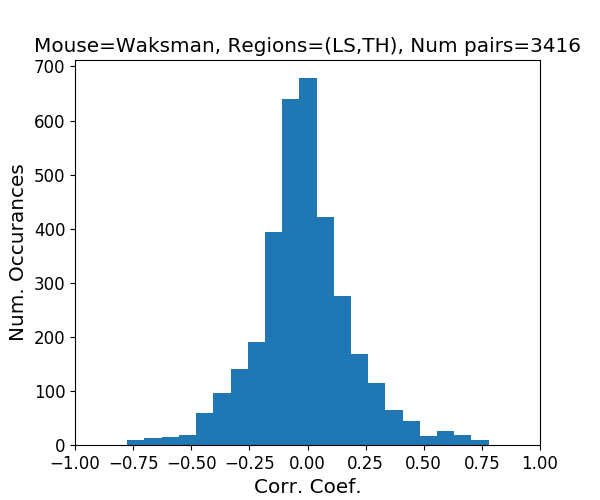 Mouse=Waksman, Regions=(LS,TH), Num pairs=3416
700
600
500
400
300
200
100
0
Num. Occurances
−1.00 −0.75 −0.50 −0.25 0.00 0.25 0.50 0.75 1.00
Corr. Coef.